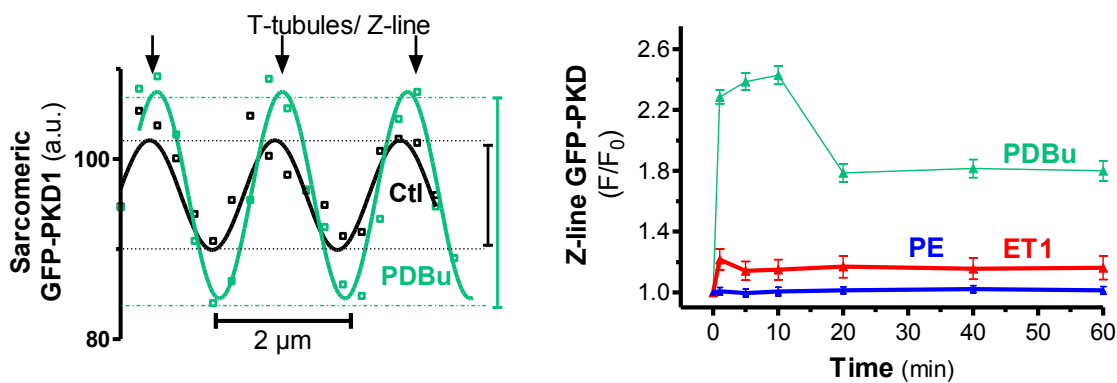 T-tubules/ Z-line
Sarcomeric
GFP-PKD1 (a.u.)
100
80
Ctl
PDBu
2 μm
Z-line GFP-PKD
(F/F0)
2.6
2.2
1.8
1.4
1.0
PDBu
PE
ET1
0
10
20
30
40
50
60
Time (min)